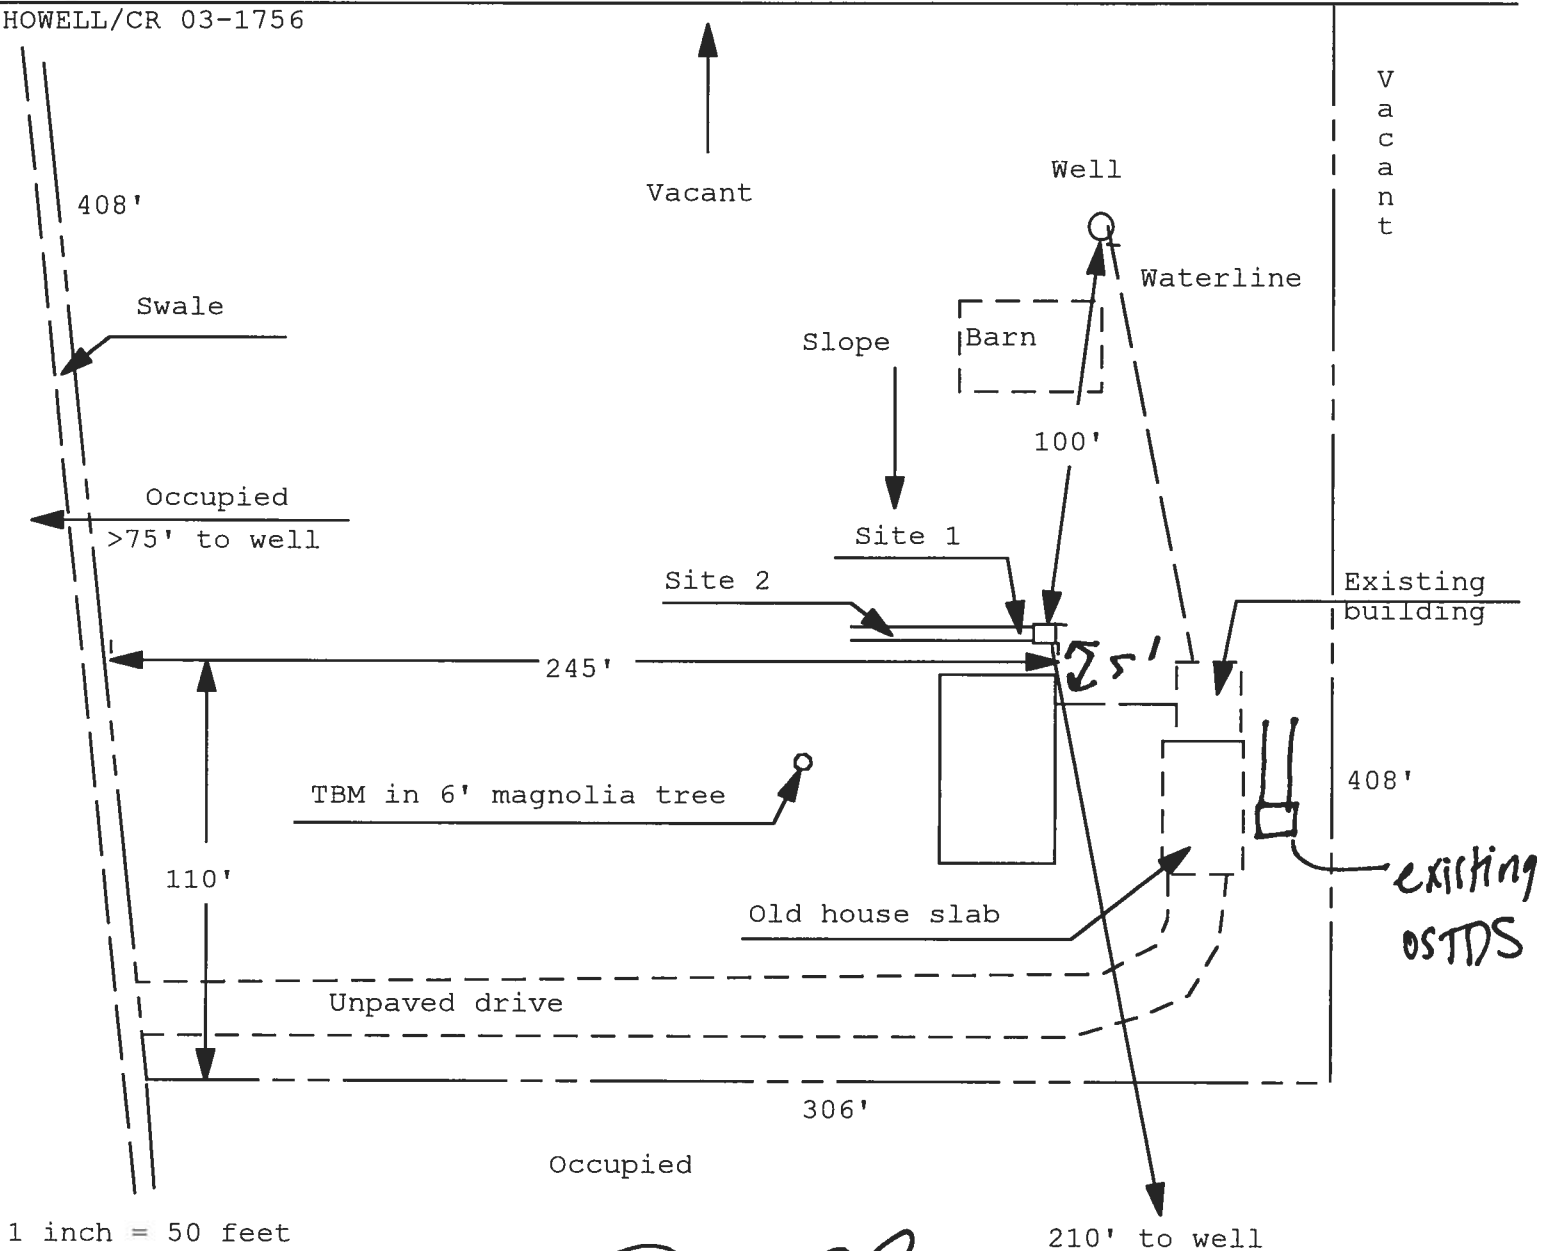 HOWELL/CR 03-1756
Vacant
Well
Vacant
408'
Waterline
Swale
Slope
Barn
100'
Occupied
>75' to well
Site 1
Site 2
Existing
building
245'
5'
TBM in 6' magnolia tree
408'
110'
existing
OSTDS
Old house slab
Unpaved drive
306'
Occupied
1 inch = 50 feet
210' to well